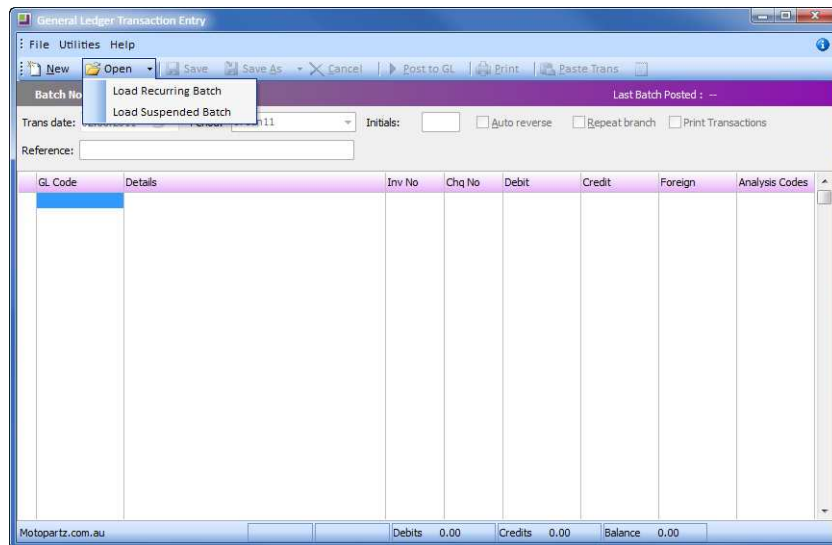 General Ledger Transaction Entry
File Utilities Help
New Open Save Save As Cancel Post to GL Print Paste Trans
Load Recurring Batch
Load Suspended Batch
Batch No Last Batch Posted : --
Trans date: Initials: Auto reverse Repeat branch Print Transactions
Reference:
GL Code Details Inv No Chq No Debit Credit Foreign Analysis Codes
Motopartz.com.au Debits 0.00 Credits 0.00 Balance 0.00